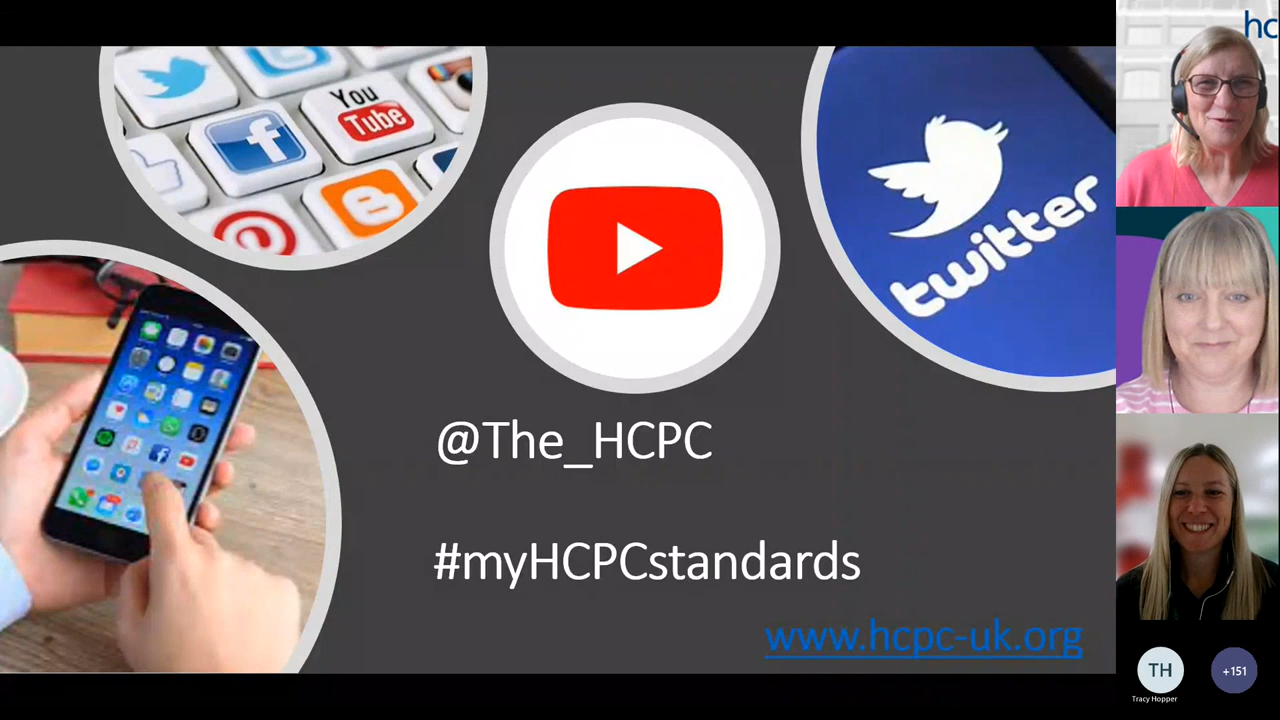 You
Tube
twitter
@The_HCPC
#myHCPCstandards
www.hcpc-uk.org
hc
TH
+151
Tracy Hopper